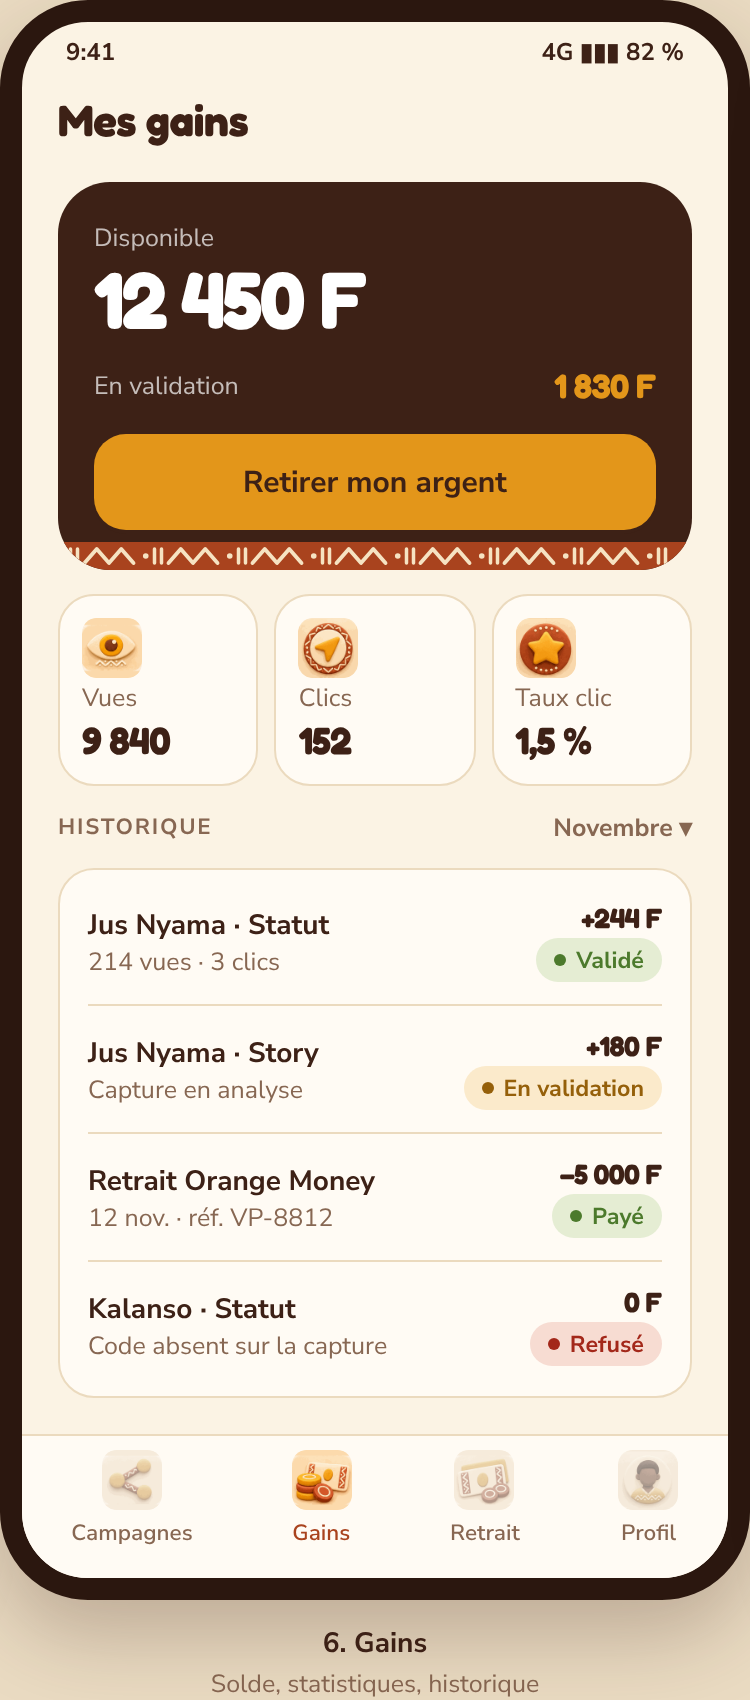 9:41
4G 82 %
Mes gains
Disponible
12 450 F
En validation
1 830 F
Retirer mon argent
Vues
9 840
Clics
152
Taux clic
1,5 %
HISTORIQUE
Novembre ▾
Jus Nyama · Statut
+244 F
214 vues · 3 clics
Validé
Jus Nyama · Story
+180 F
Capture en analyse
En validation
Retrait Orange Money
–5 000 F
12 nov. · réf. VP-8812
Payé
Kalanso · Statut
0 F
Code absent sur la capture
Refusé
Campagnes
Gains
Retrait
Profil
6. Gains
Solde, statistiques, historique